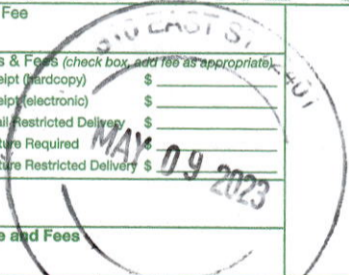 Fee
s & Fees (check box, add fee as appropriate)
eipt (hardcopy) $
eipt (electronic) $
ail Restricted Delivery $
ture Required $
ture Restricted Delivery $
MAY 09 2023
e and Fees